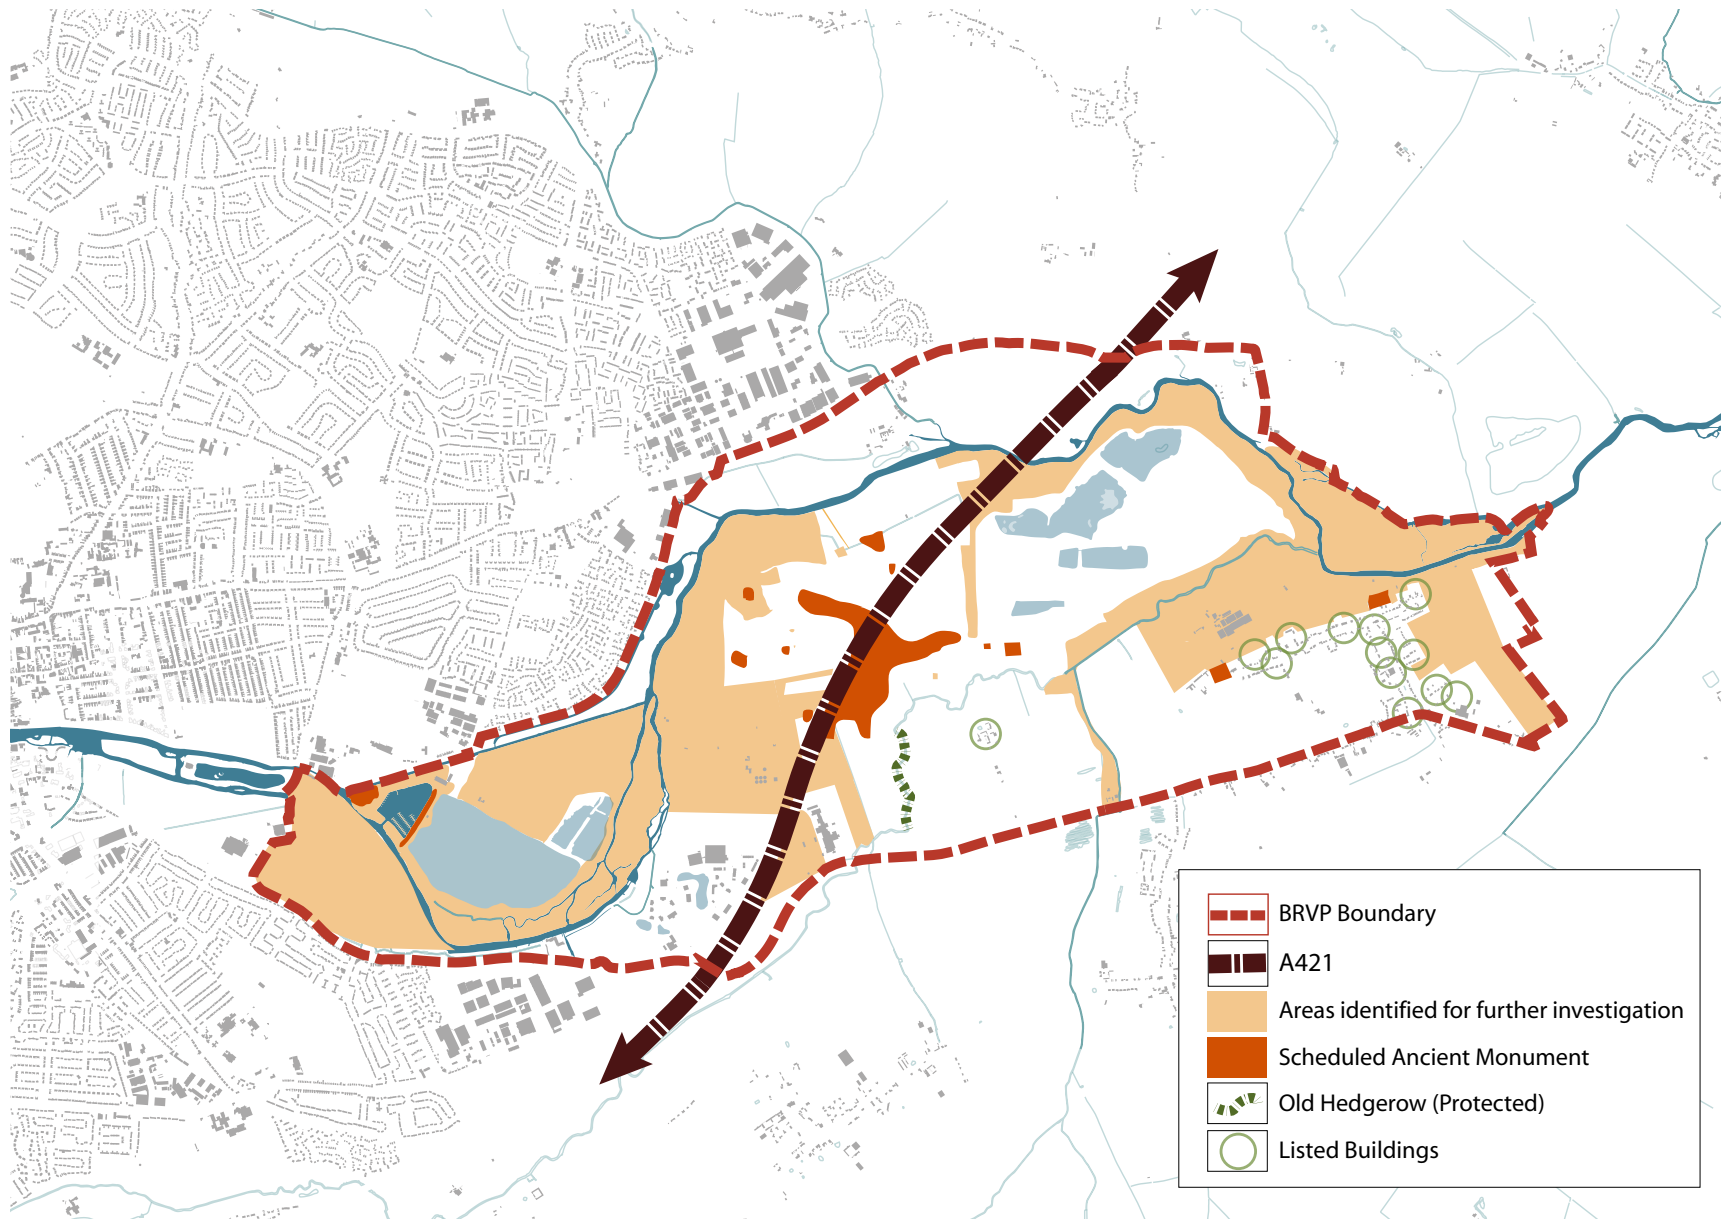 BRVP Boundary
A421
Areas identified for further investigation
Scheduled Ancient Monument
Old Hedgerow (Protected)
Listed Buildings